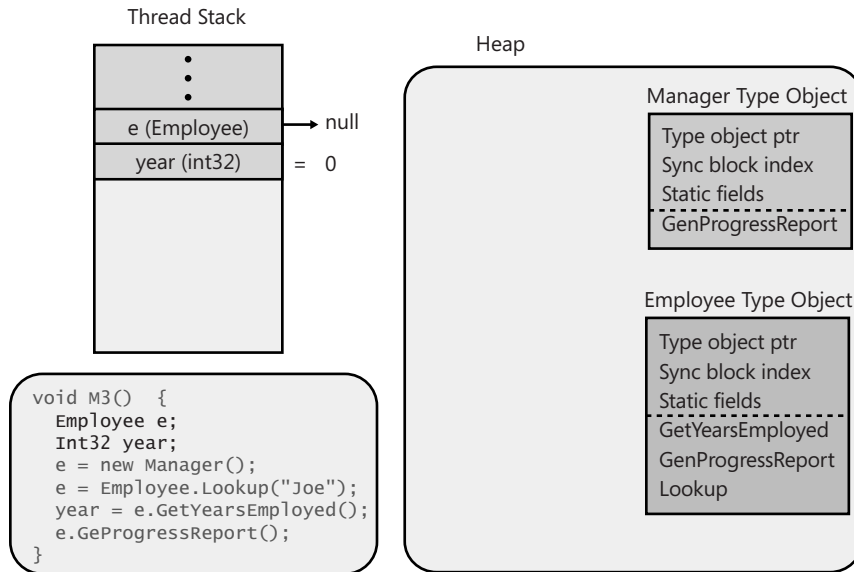 Thread Stack
e (Employee)
null
year (int32)
= 0
void M3() {
Employee e;
Int32 year;
e = new Manager();
e = Employee.Lookup("Joe");
year = e.GetYearsEmployed();
e.GeProgressReport();
}
Heap
Manager Type Object
Type object ptr
Sync block index
Static fields
GenProgressReport
Employee Type Object
Type object ptr
Sync block index
Static fields
GetYearsEmployed
GenProgressReport
Lookup